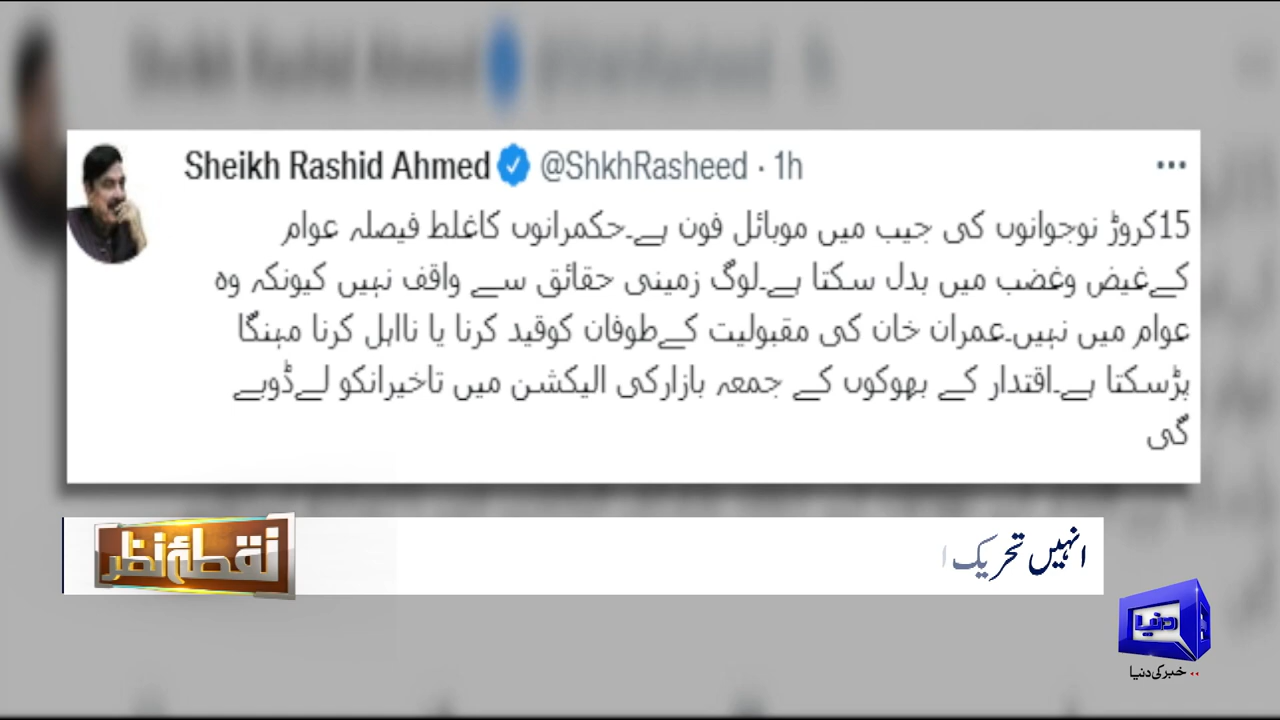 Sheikh Rashid Ahmed @ShkhRasheed · 1h
15کروڑ نوجوانوں کی جیب میں موبائل فون ہے۔حکمرانوں کاغلط فیصلہ عوام
کےغیض وغضب میں بدل سکتا ہے۔لوگ زمینی حقائق سے واقف نہیں کیونکہ وہ
عوام میں نہیں۔عمران خان کی مقبولیت کےطوفان کوقید کرنا یا نااہل کرنا مہنگا
پڑسکتا ہے۔اقتدار کے بھوکوں کے جمعہ بازارکی الیکشن میں تاخیرانکو لےڈوبے
گی
انہیں تحریک ا
نقطۂ نظر
دنیا
خبر کی دنیا